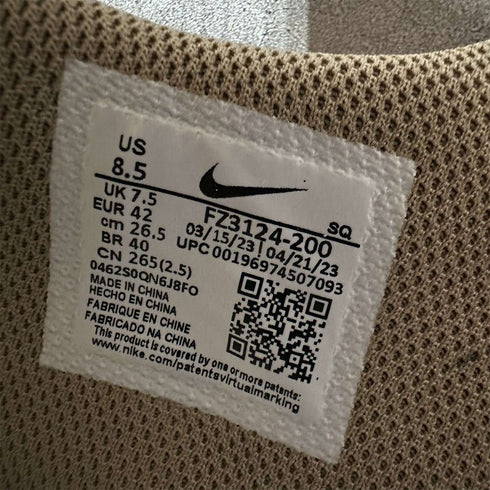 US
8.5
UK 7.5
EUR 42
cm 26.5
BR 40
CN 265(2.5)
FZ3124-200 SQ
03/15/23 | 04/21/23
UPC 00196974507093
0462S0QN6J8FO
MADE IN CHINA
HECHO EN CHINA
FABRIQUE EN CHINE
FABRICADO NA CHINA
This product is covered by one or more patents:
www.nike.com/patentsvirtualmarking